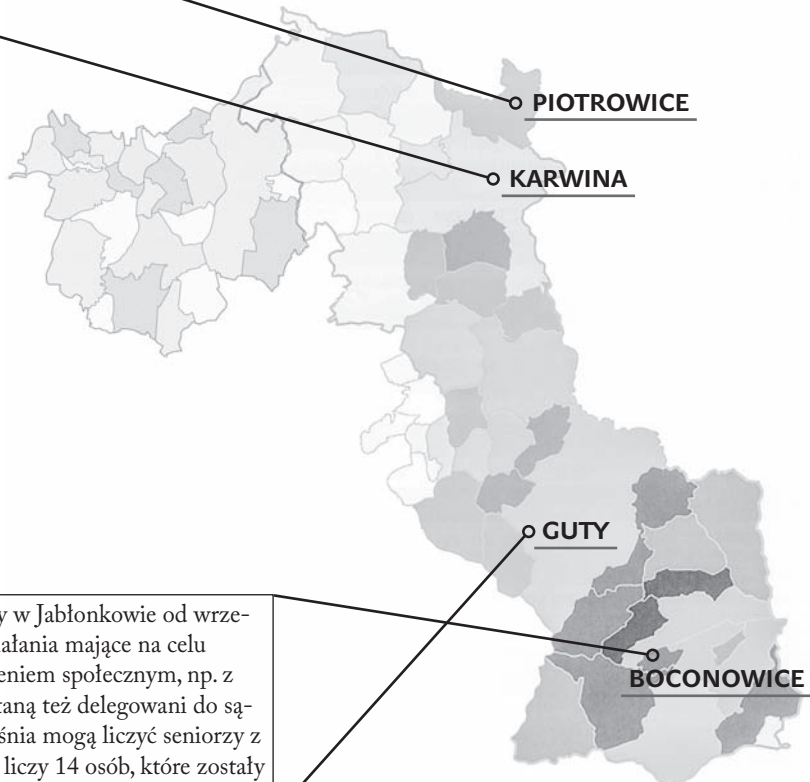 PIOTROWICE
KARWINA
GUTY
BOCONOWICE
y w Jabłonkowie od wrze-
ałania mające na celu
eniem społecznym, np. z
taną też delegowani do są-
śnia mogą liczyć seniorzy z
liczy 14 osób, które zostały